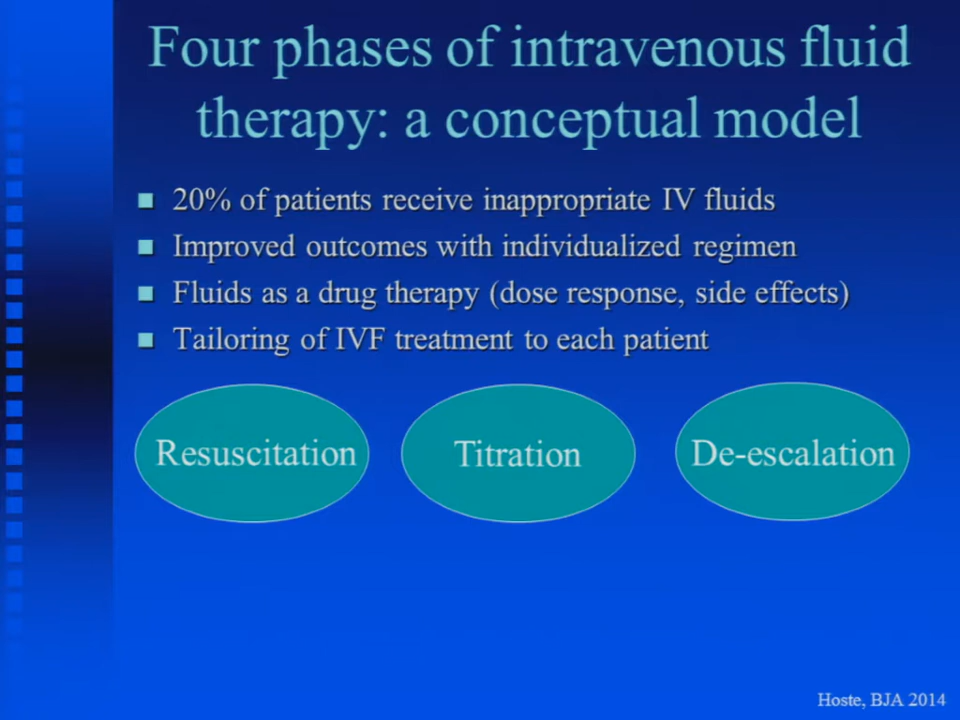 Four phases of intravenous fluid
therapy: a conceptual model
20% of patients receive inappropriate IV fluids
Improved outcomes with individualized regimen
Fluids as a drug therapy (dose response, side effects)
Tailoring of IVF treatment to each patient
Resuscitation
Titration
De-escalation
Hoste, BJA 2014